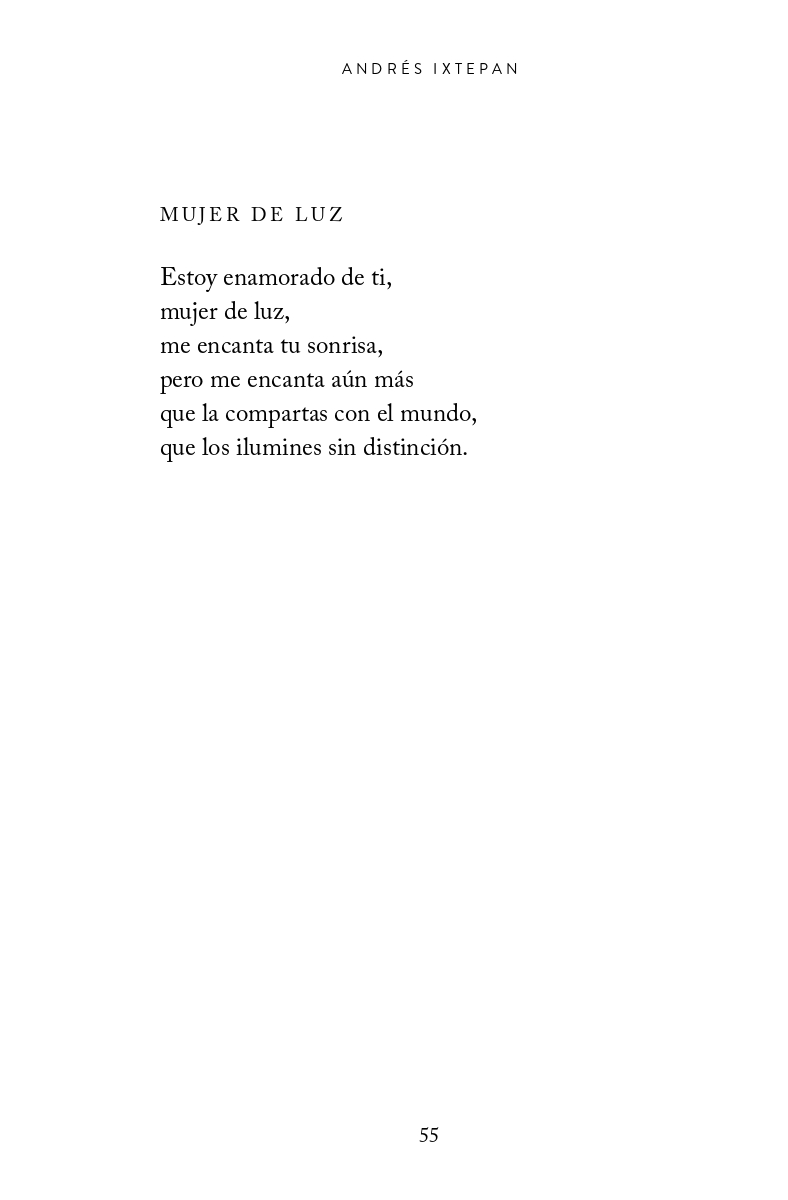 ANDRÉS IXTEPAN
MUJER DE LUZ
Estoy enamorado de ti,
mujer de luz,
me encanta tu sonrisa,
pero me encanta aún más
que la compartas con el mundo,
que los ilumines sin distinción.
55